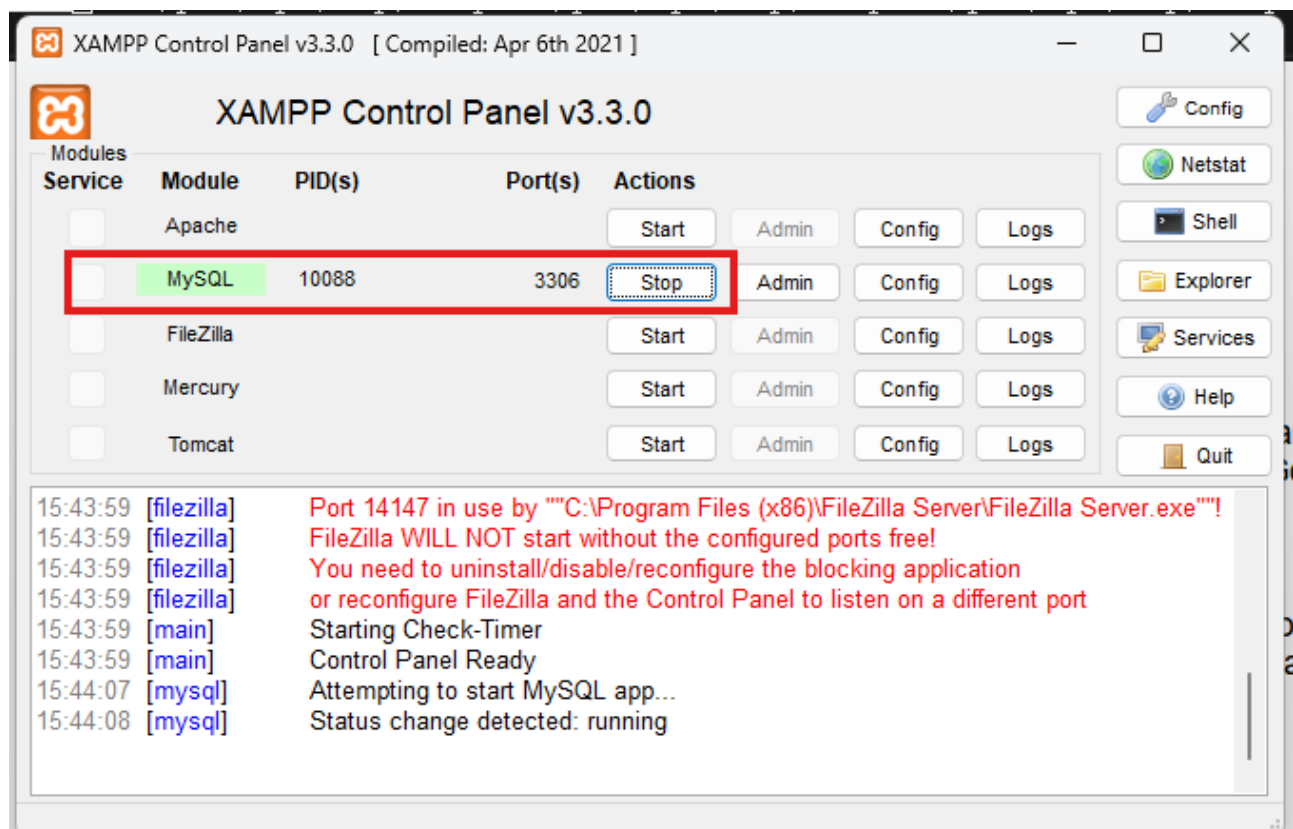 XAMPP Control Panel v3.3.0 [ Compiled: Apr 6th 2021 ]
XAMPP Control Panel v3.3.0
Config
Modules
Netstat
Service Module PID(s) Port(s) Actions
Apache Start Admin Config Logs
Shell
MySQL 10088 3306 Stop Admin Config Logs
Explorer
FileZilla Start Admin Config Logs
Services
Mercury Start Admin Config Logs
Help
Tomcat Start Admin Config Logs
Quit
15:43:59 [filezilla] Port 14147 in use by ""C:\Program Files (x86)\FileZilla Server\FileZilla Server.exe""!
15:43:59 [filezilla] FileZilla WILL NOT start without the configured ports free!
15:43:59 [filezilla] You need to uninstall/disable/reconfigure the blocking application
15:43:59 [filezilla] or reconfigure FileZilla and the Control Panel to listen on a different port
15:43:59 [main] Starting Check-Timer
15:43:59 [main] Control Panel Ready
15:44:07 [mysql] Attempting to start MySQL app...
15:44:08 [mysql] Status change detected: running